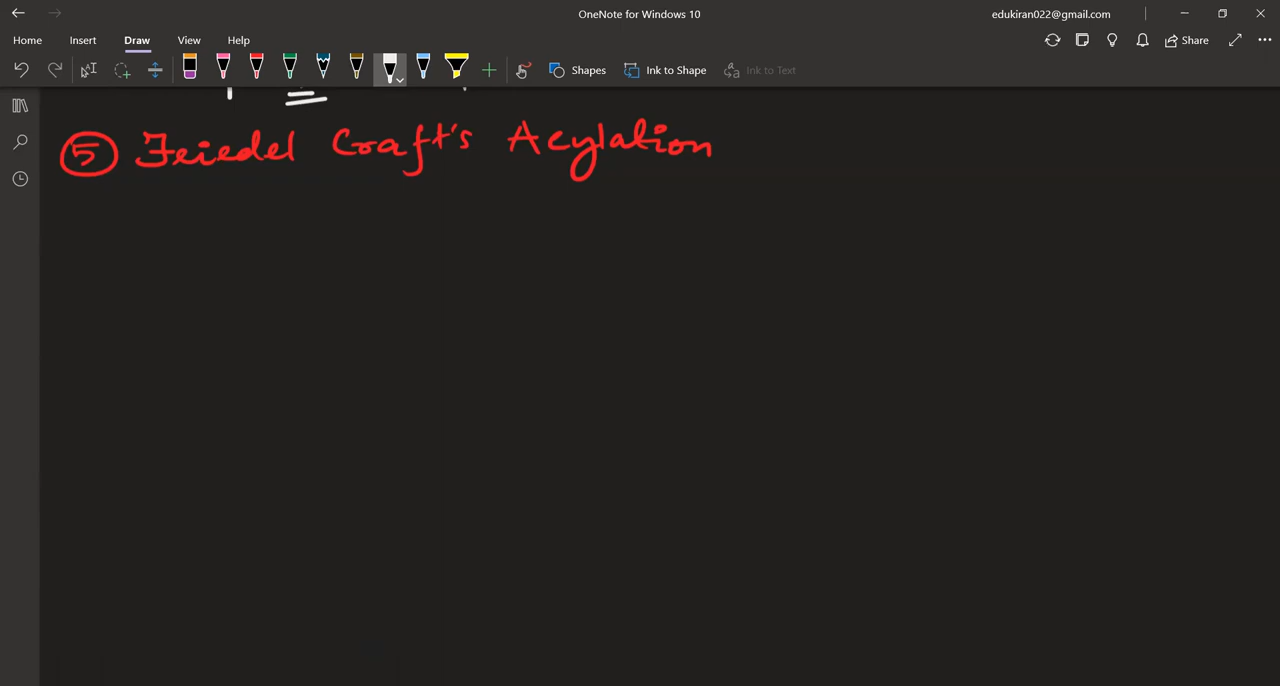 OneNote for Windows 10
edukiran022@gmail.com
Home Insert Draw View Help
Share
Shapes Ink to Shape Ink to Text
5 Friedel Craft's Acylation